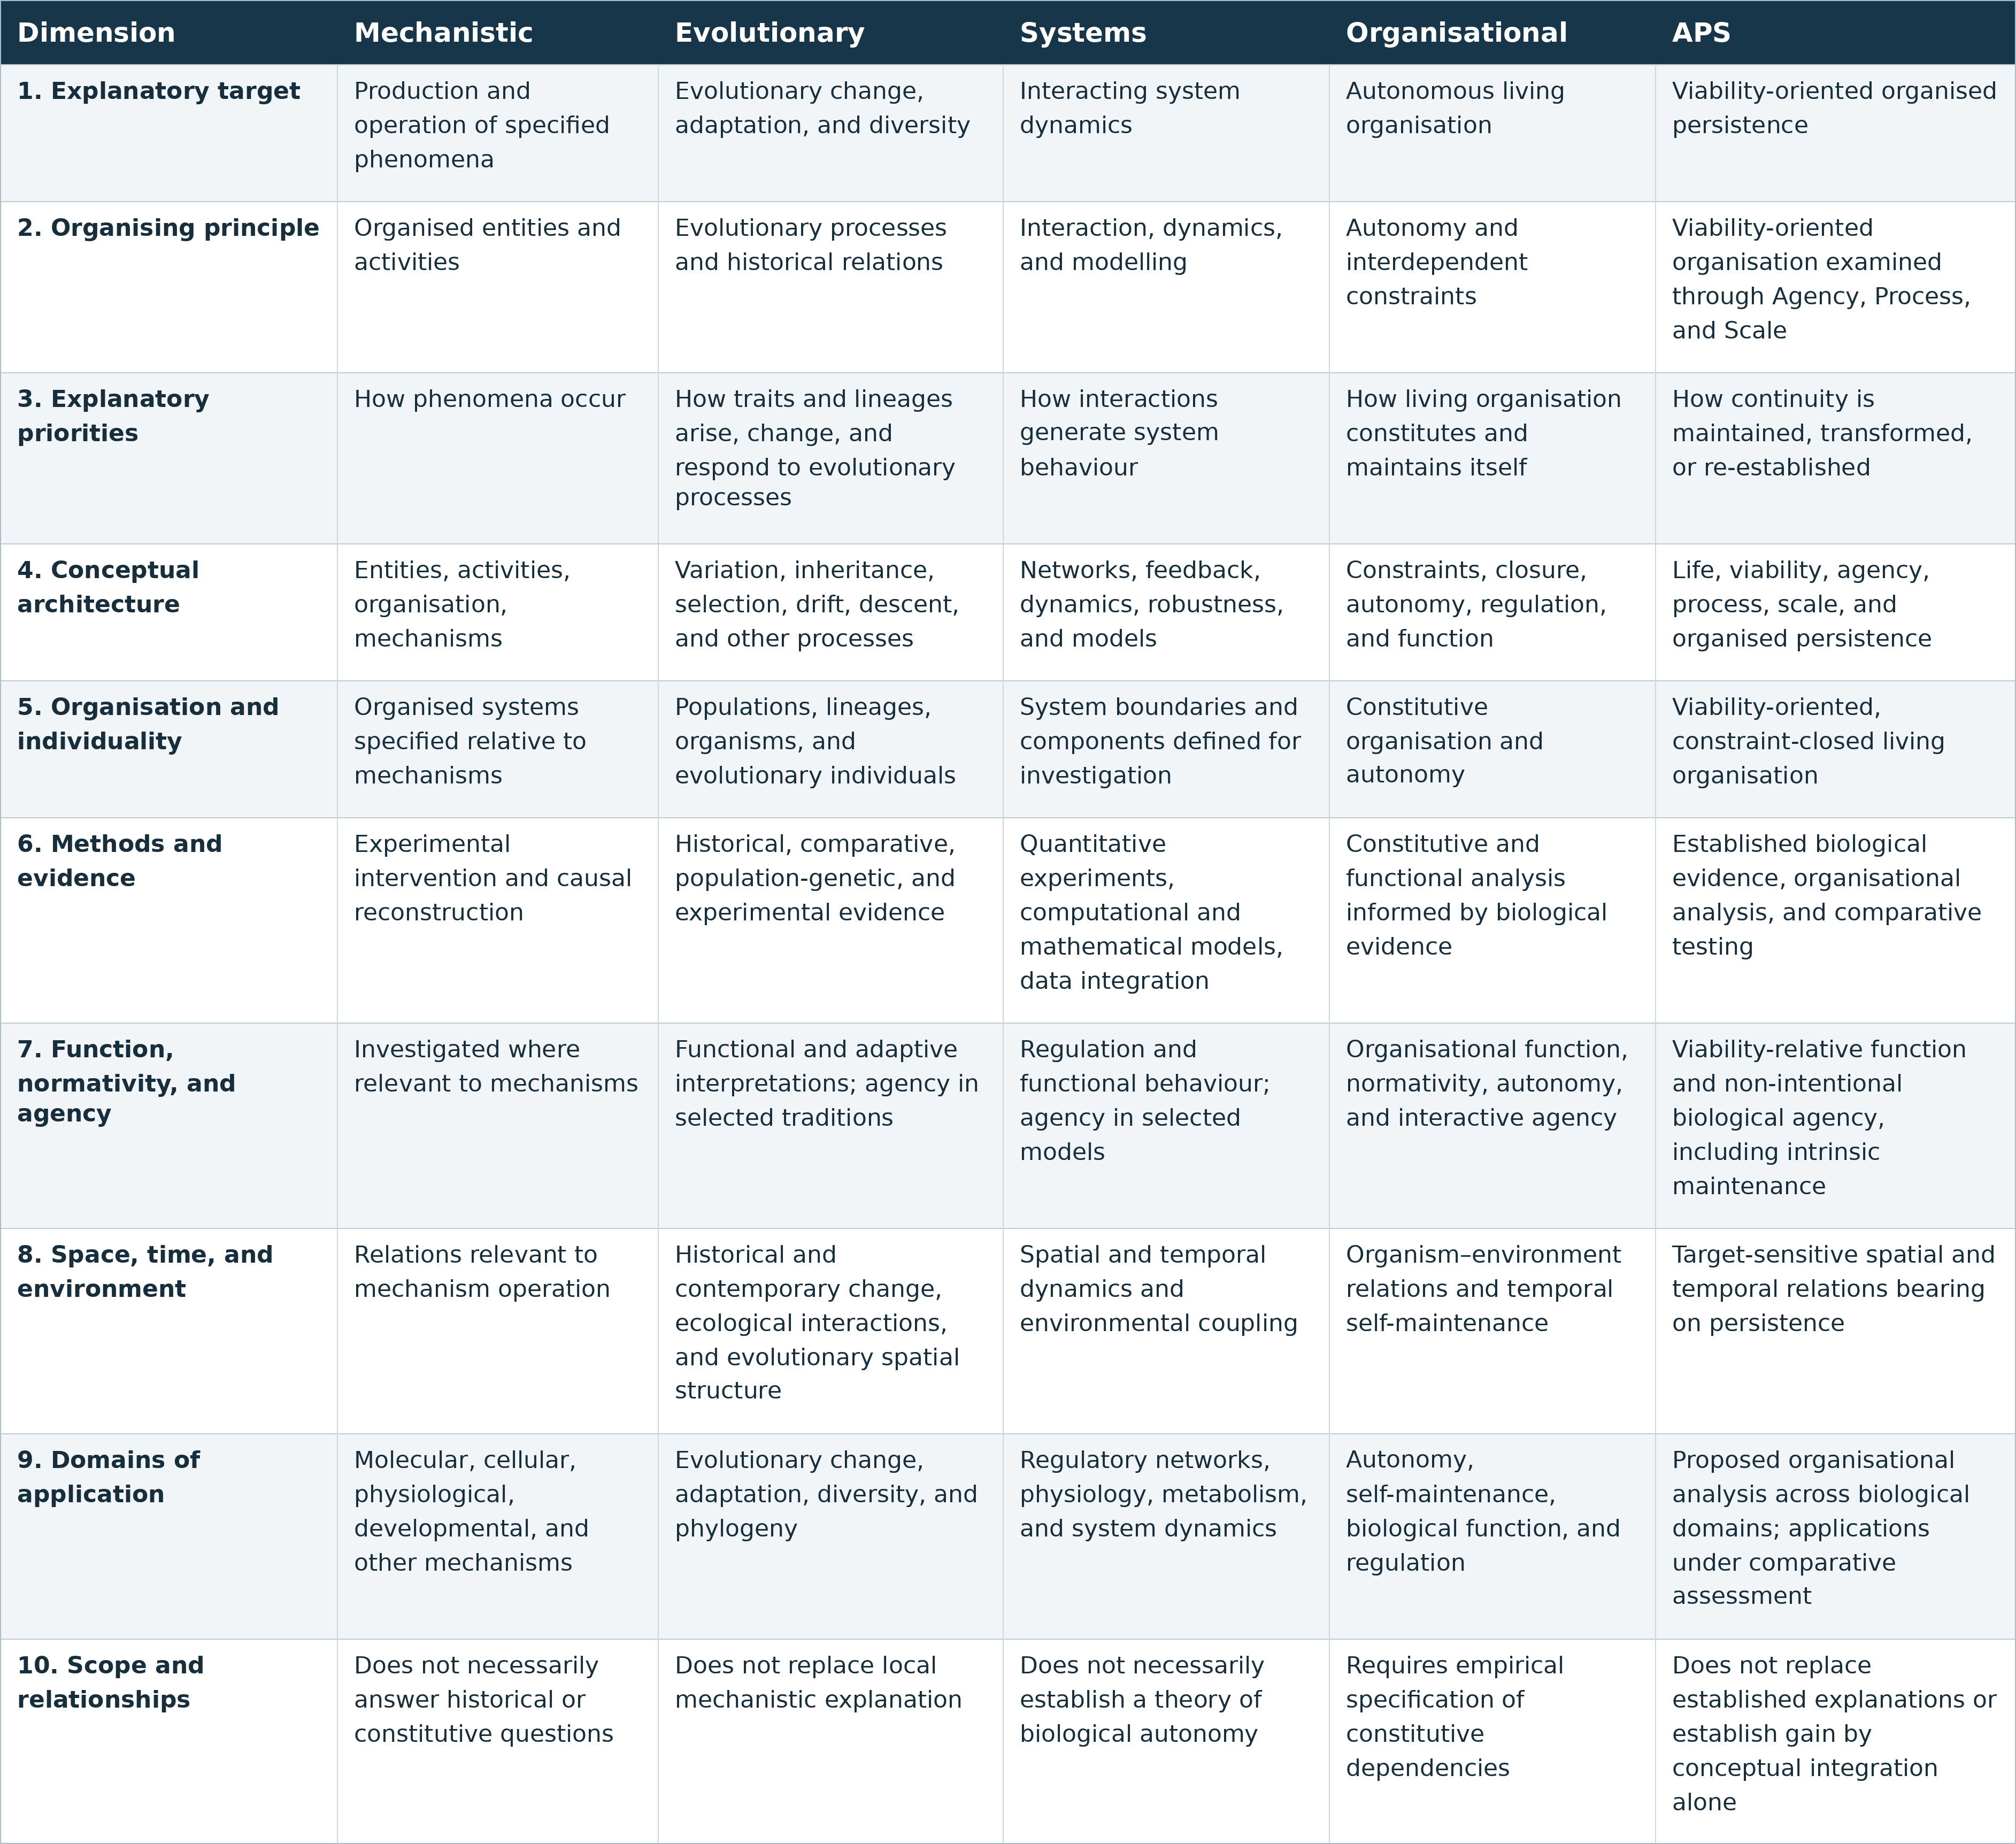 Dimension
Mechanistic
Evolutionary
Systems
Organisational
APS
1. Explanatory target
Production and
operation of specified
phenomena
Evolutionary change,
adaptation, and diversity
Interacting system
dynamics
Autonomous living
organisation
Viability-oriented organised
persistence
2. Organising principle
Organised entities and
activities
Evolutionary processes
and historical relations
Interaction, dynamics,
and modelling
Autonomy and
interdependent
constraints
Viability-oriented
organisation examined
through Agency, Process,
and Scale
3. Explanatory
priorities
How phenomena occur
How traits and lineages
arise, change, and
respond to evolutionary
processes
How interactions
generate system
behaviour
How living organisation
constitutes and
maintains itself
How continuity is
maintained, transformed,
or re-established
4. Conceptual
architecture
Entities, activities,
organisation,
mechanisms
Variation, inheritance,
selection, drift, descent,
and other processes
Networks, feedback,
dynamics, robustness,
and models
Constraints, closure,
autonomy, regulation,
and function
Life, viability, agency,
process, scale, and
organised persistence
5. Organisation and
individuality
Organised systems
specified relative to
mechanisms
Populations, lineages,
organisms, and
evolutionary individuals
System boundaries and
components defined for
investigation
Constitutive
organisation and
autonomy
Viability-oriented,
constraint-closed living
organisation
6. Methods and
evidence
Experimental
intervention and causal
reconstruction
Historical, comparative,
population-genetic, and
experimental evidence
Quantitative
experiments,
computational and
mathematical models,
data integration
Constitutive and
functional analysis
informed by biological
evidence
Established biological
evidence, organisational
analysis, and comparative
testing
7. Function,
normativity, and
agency
Investigated where
relevant to mechanisms
Functional and adaptive
interpretations; agency in
selected traditions
Regulation and
functional behaviour;
agency in selected
models
Organisational function,
normativity, autonomy,
and interactive agency
Viability-relative function
and non-intentional
biological agency,
including intrinsic
maintenance
8. Space, time, and
environment
Relations relevant to
mechanism operation
Historical and
contemporary change,
ecological interactions,
and evolutionary spatial
structure
Spatial and temporal
dynamics and
environmental coupling
Organism–environment
relations and temporal
self-maintenance
Target-sensitive spatial and
temporal relations bearing
on persistence
9. Domains of
application
Molecular, cellular,
physiological,
developmental, and
other mechanisms
Evolutionary change,
adaptation, diversity, and
phylogeny
Regulatory networks,
physiology, metabolism,
and system dynamics
Autonomy,
self-maintenance,
biological function, and
regulation
Proposed organisational
analysis across biological
domains; applications
under comparative
assessment
10. Scope and
relationships
Does not necessarily
answer historical or
constitutive questions
Does not replace local
mechanistic explanation
Does not necessarily
establish a theory of
biological autonomy
Requires empirical
specification of
constitutive
dependencies
Does not replace
established explanations or
establish gain by
conceptual integration
alone